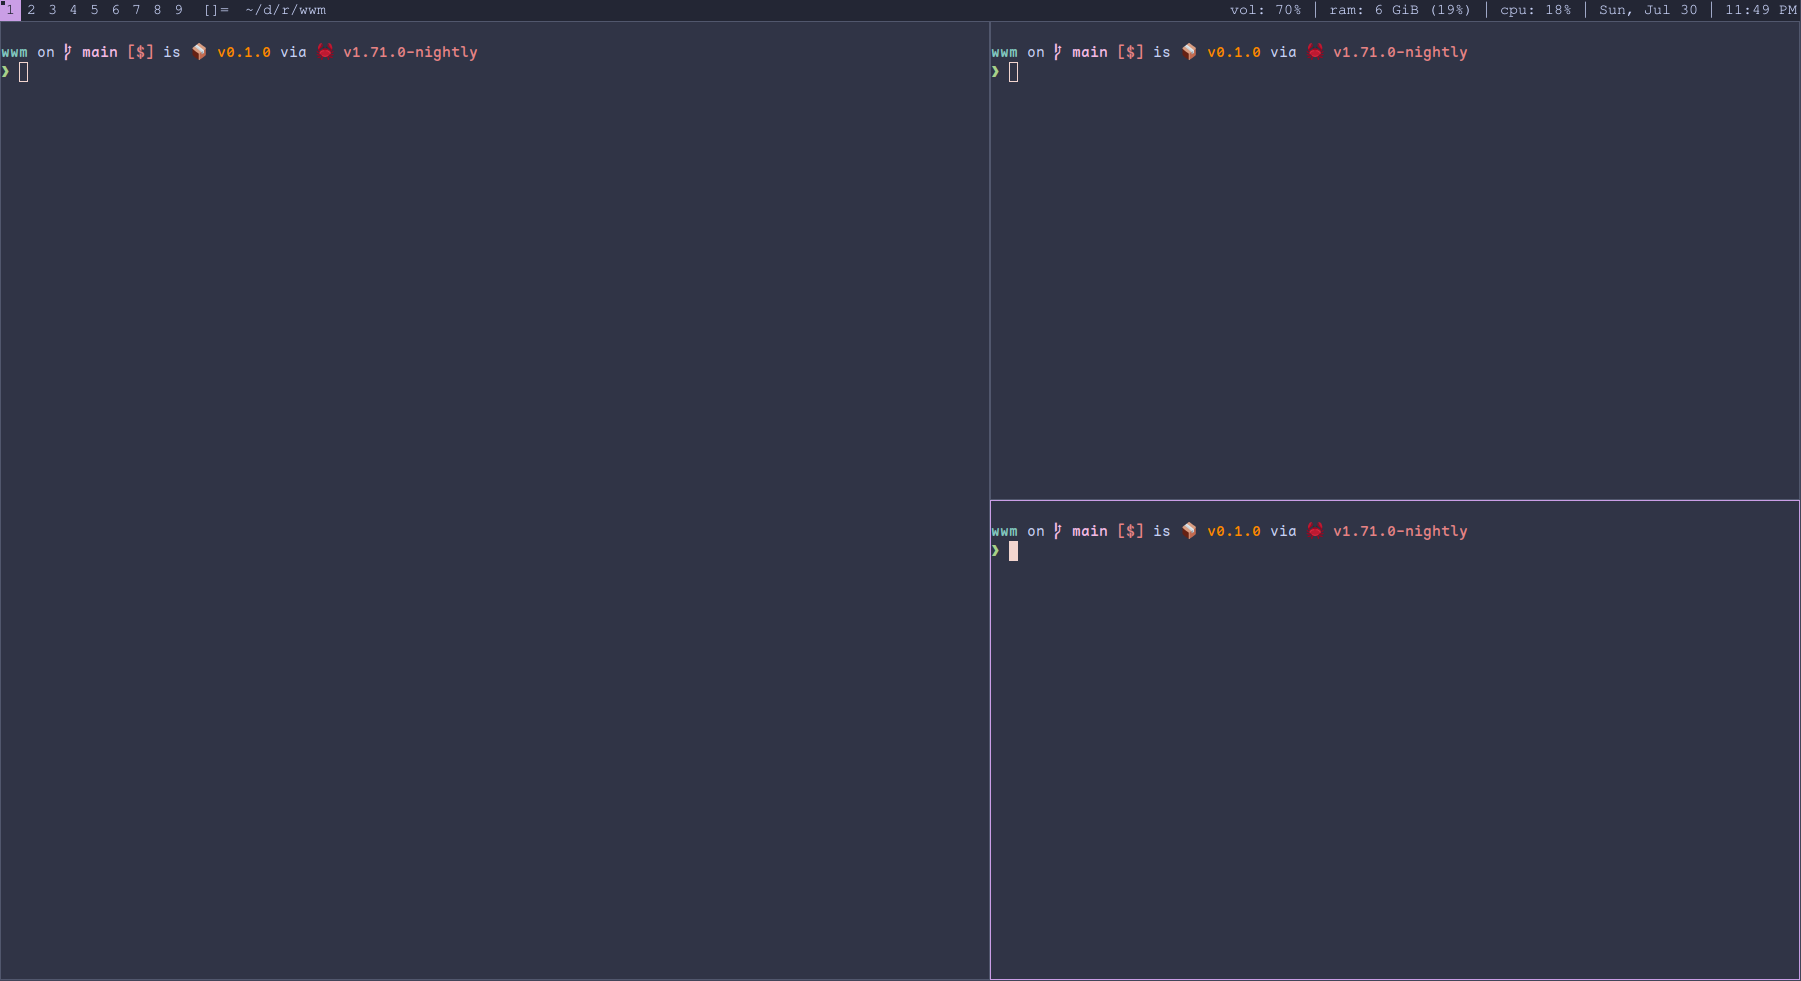 1 2 3 4 5 6 7 8 9 []= ~/d/r/wwm vol: 70% │ ram: 6 GiB (19%) │ cpu: 18% │ Sun, Jul 30 │ 11:49 PM
wwm on main [$] is 📦 v0.1.0 via 🦀 v1.71.0-nightly
❯
wwm on main [$] is 📦 v0.1.0 via 🦀 v1.71.0-nightly
❯
wwm on main [$] is 📦 v0.1.0 via 🦀 v1.71.0-nightly
❯